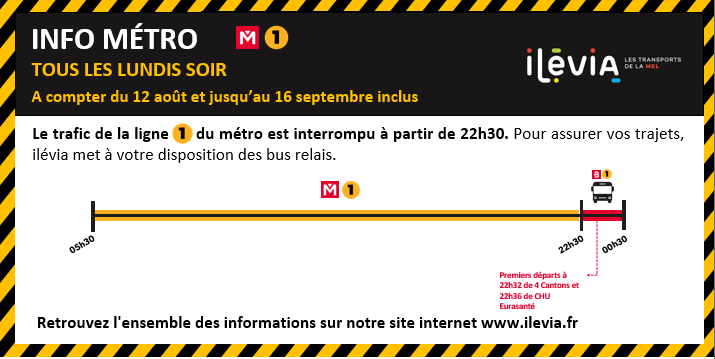 INFO MÉTRO M 1
TOUS LES LUNDIS SOIR
A compter du 12 août et jusqu’au 16 septembre inclus
ilévia LES TRANSPORTS
DE LA MEL
Le trafic de la ligne 1 du métro est interrompu à partir de 22h30. Pour assurer vos trajets,
ilévia met à votre disposition des bus relais.
M 1
B 1
05h30
22h30
00h30
Premiers départs à
22h32 de 4 Cantons et
22h36 de CHU
Eurasanté
Retrouvez l'ensemble des informations sur notre site internet www.ilevia.fr